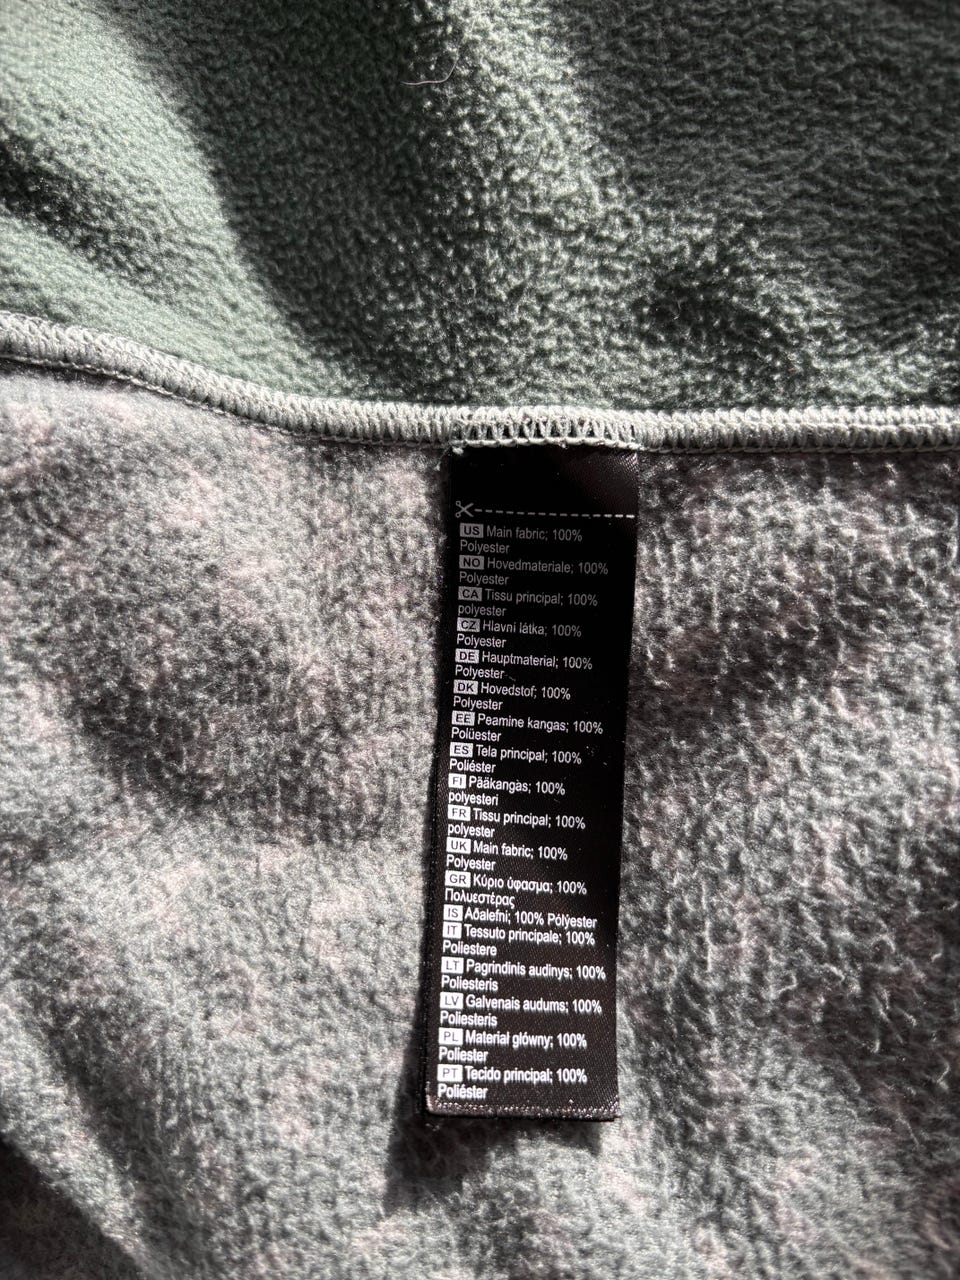 US Main fabric; 100%
Polyester
NO Hovedmateriale; 100%
Polyester
CA Tissu principal; 100%
polyester
CZ Hlavní látka; 100%
Polyester
DE Hauptmaterial; 100%
Polyester
DK Hovedstof; 100%
Polyester
EE Peamine kangas; 100%
Polüester
ES Tela principal; 100%
Poliéster
FI Pääkangas; 100%
polyesteri
FR Tissu principal; 100%
polyester
UK Main fabric; 100%
Polyester
GR Κύριο ύφασμα; 100%
Πολυεστέρας
IS Aðalefni; 100% Pólýester
IT Tessuto principale; 100%
Poliestere
LT Pagrindinis audinys; 100%
Poliesteris
LV Galvenais audums; 100%
Poliesteris
PL Material główny; 100%
Poliester
PT Tecido principal; 100%
Poliéster